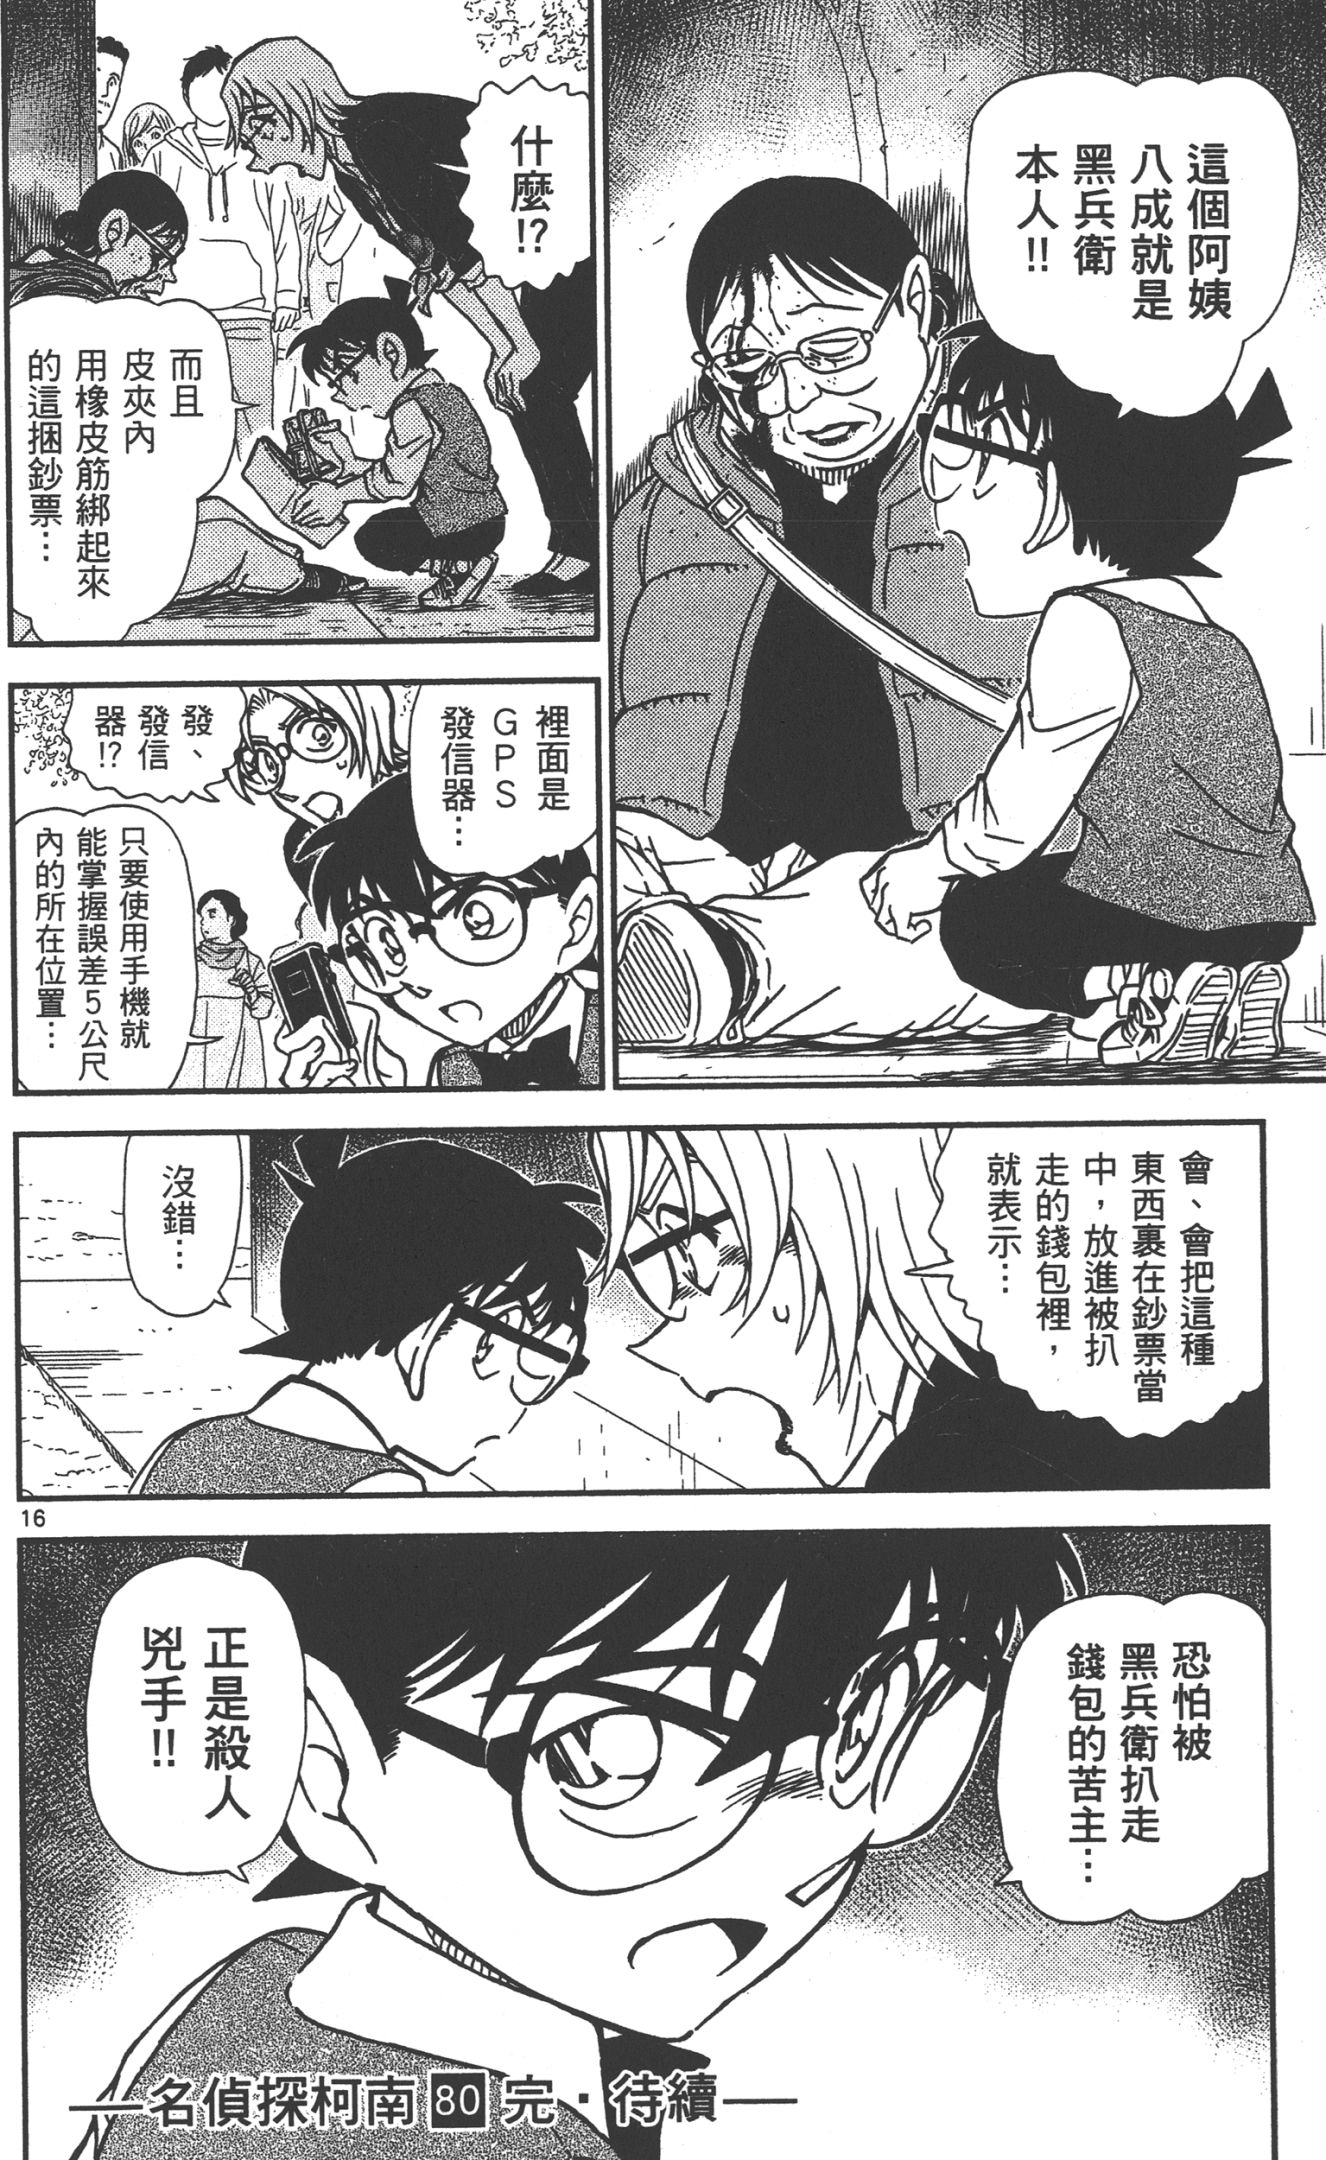 這個阿姨
八成就是
黑兵衛
本人!!
什麼!?
而且
皮夾內
用橡皮筋綁起來
的這捆鈔票…
裡面是
GPS
發信器…
發、
發信
器!?
只要使用手機就
能掌握誤差5公尺
內的所在位置…
會、會把這種
東西裹在鈔票當
中，放進被扒
走的錢包裡，
就表示…
沒錯…
16
恐怕被
黑兵衛扒走
錢包的苦主…
正是殺人
兇手!!
名偵探柯南80完・待續